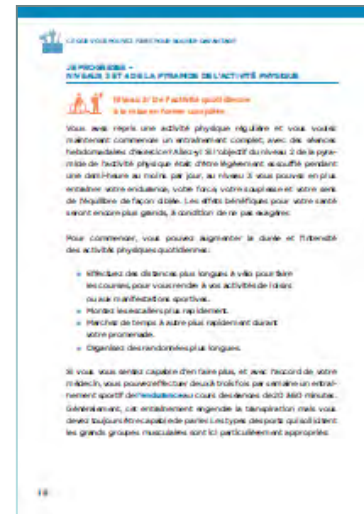 CE QUE VOUS POUVEZ FAIRE POUR BOUGER DAVANTAGE
JE PROGRESSE –
NIVEAUX 3 ET 4 DE LA PYRAMIDE DE L'ACTIVITÉ PHYSIQUE
Niveau 3/ De l'activité quotidienne
à la mise en forme complète
Vous avez repris une activité physique régulière et vous voulez
maintenant commencer un entraînement complet, avec des séances
hebdomadaires d'exercice ? Allez-y ! Si l'objectif du niveau 2 de la pyra-
mide de l'activité physique était d'être légèrement essoufflé pendant
une demi-heure au moins par jour, au niveau 3 vous pouvez en plus
entraîner votre endurance, votre force, votre souplesse et votre sens
de l'équilibre de façon ciblée. Les effets bénéfiques pour votre santé
seront encore plus grands, à condition de ne pas exagérer.
Pour commencer, vous pouvez augmenter la durée et l'intensité
des activités physiques quotidiennes:
Effectuez des distances plus longues à vélo pour faire
les courses, pour vous rendre à vos activités de loisirs
ou aux manifestations sportives.
Montez les escaliers plus rapidement.
Marchez de temps à autre plus rapidement durant
votre promenade.
Organisez des randonnées plus longues.
Si vous vous sentez capable d'en faire plus, et avec l'accord de votre
médecin, vous pouvez effectuer deux à trois fois par semaine un entraî-
nement sportif de l'endurance au cours de séances de 20 à 60 minutes.
Généralement, cet entraînement engendre la transpiration mais vous
devez toujours être capable de parler. Les types de sports qui sollicitent
les grands groupes musculaires sont ici particulièrement appropriés.